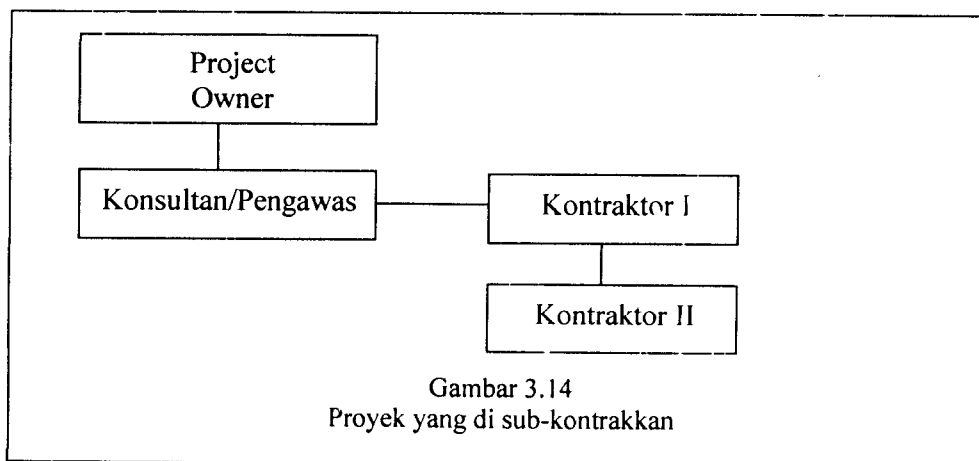 Project
Owner
Konsultan/Pengawas
Kontraktor I
Kontraktor II
Gambar 3.14
Proyek yang di sub-kontrakkan